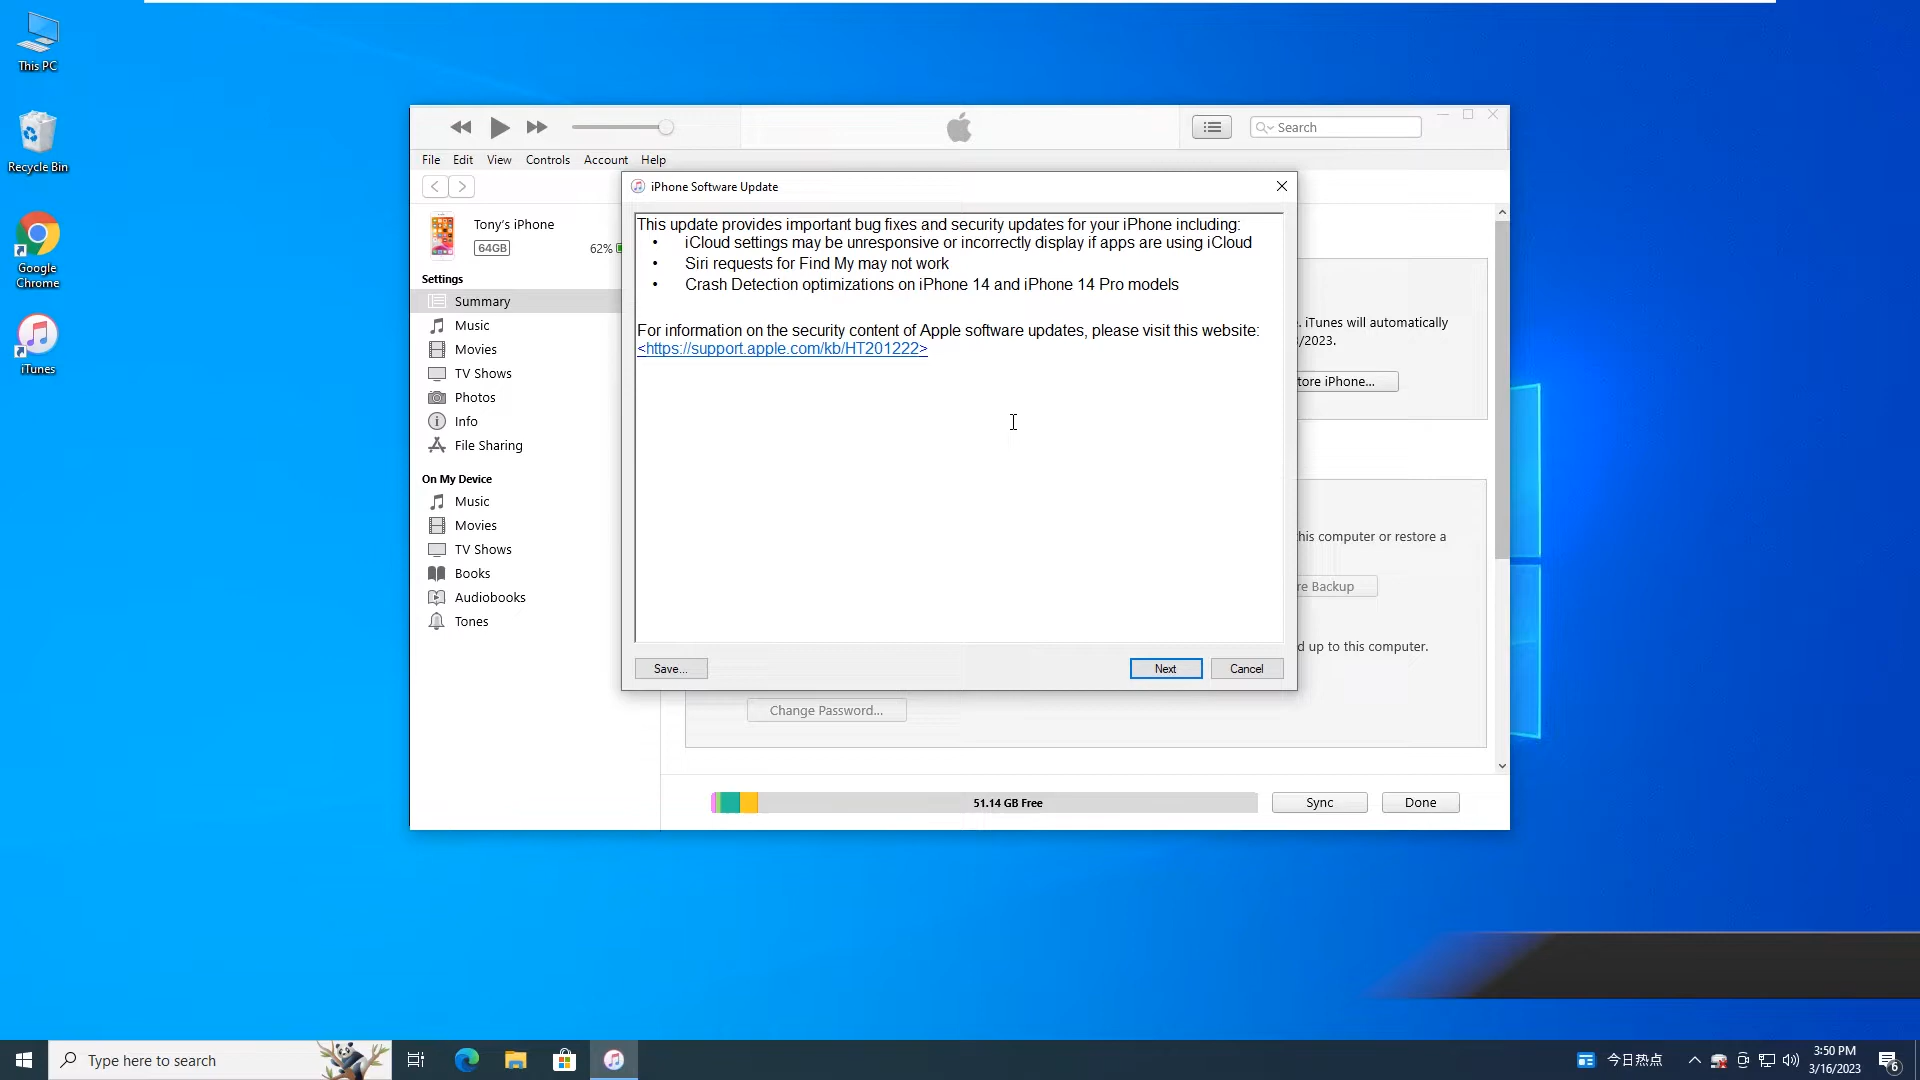 This PC
Recycle Bin
Google
Chrome
iTunes
Search
File Edit View Controls Account Help
iPhone Software Update
Tony's iPhone
64GB
62%
Settings
Summary
Music
Movies
TV Shows
Photos
Info
File Sharing
On My Device
Music
Movies
TV Shows
Books
Audiobooks
Tones
This update provides important bug fixes and security updates for your iPhone including:
• iCloud settings may be unresponsive or incorrectly display if apps are using iCloud
• Siri requests for Find My may not work
• Crash Detection optimizations on iPhone 14 and iPhone 14 Pro models
For information on the security content of Apple software updates, please visit this website:
<https://support.apple.com/kb/HT201222>
Save...
Next
Cancel
. iTunes will automatically
/2023.
tore iPhone...
his computer or restore a
re Backup
d up to this computer.
Change Password...
51.14 GB Free
Sync
Done
Type here to search
今日热点
3:50 PM
3/16/2023
6